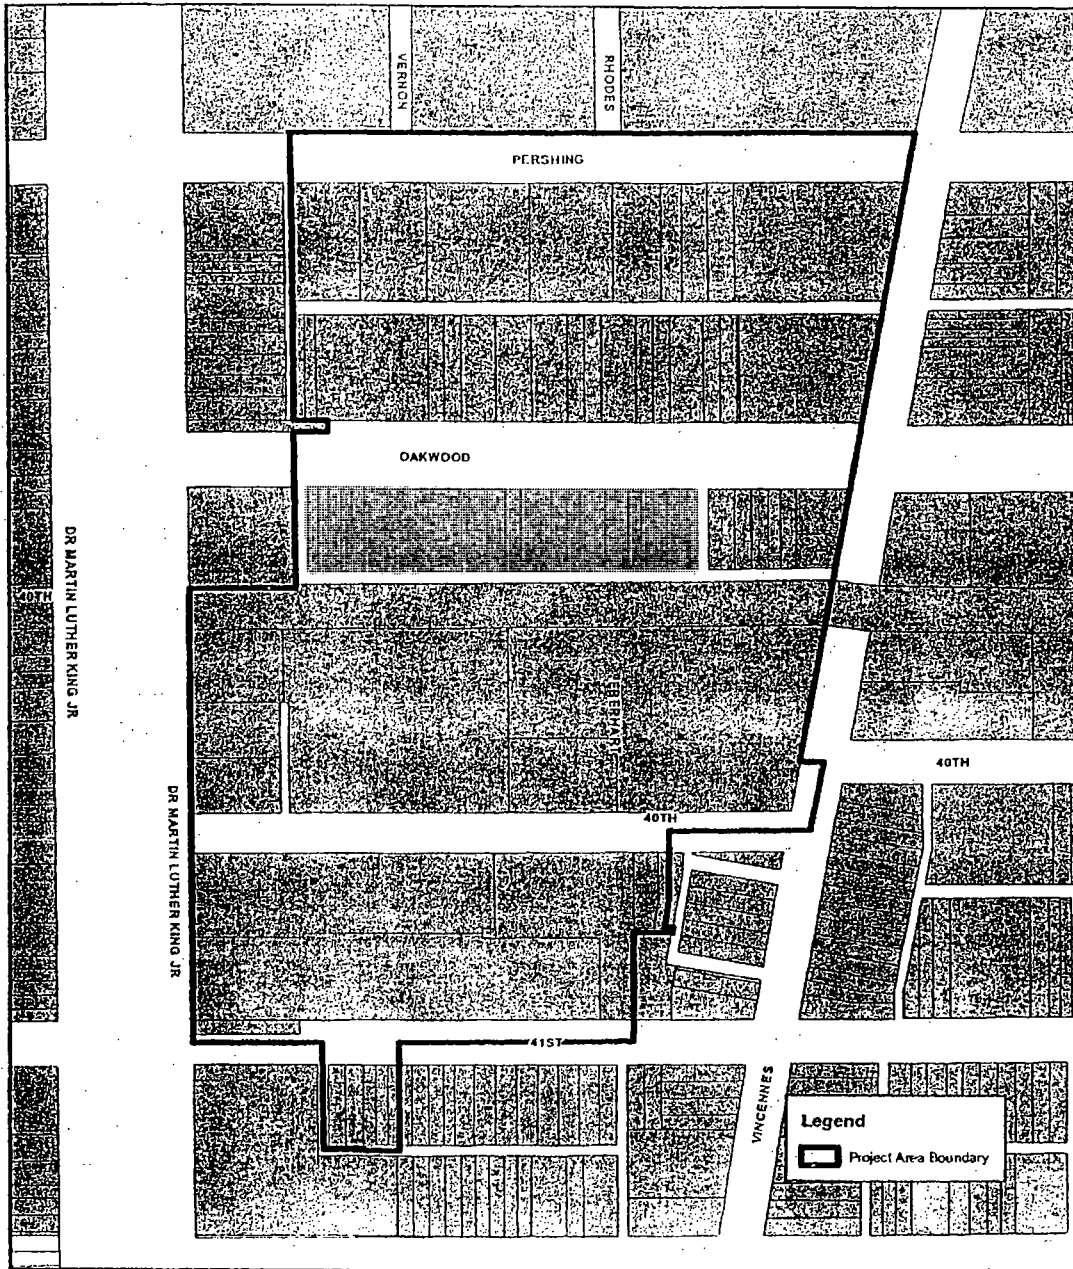 VERNON
RHODES
PERSHING
OAKWOOD
DR MARTIN LUTHER KING JR
40TH
EBERHART
40TH
40TH
DR MARTIN LUTHER KING JR
41ST
VINCENNES
Legend
Project Area Boundary